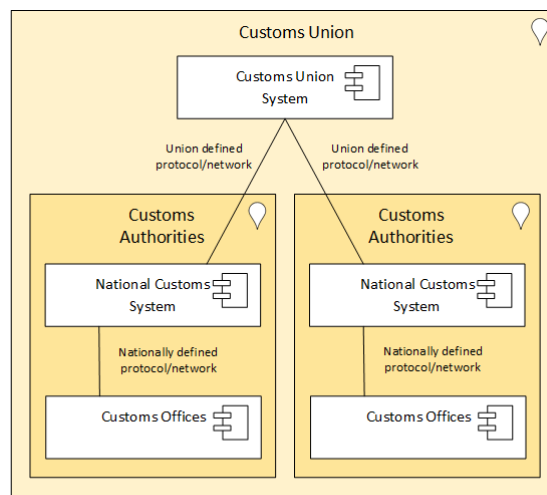 Customs Union
Customs Union
System
Union defined
protocol/network
Union defined
protocol/network
Customs
Authorities
National Customs
System
Nationally defined
protocol/network
Customs Offices
Customs
Authorities
National Customs
System
Nationally defined
protocol/network
Customs Offices